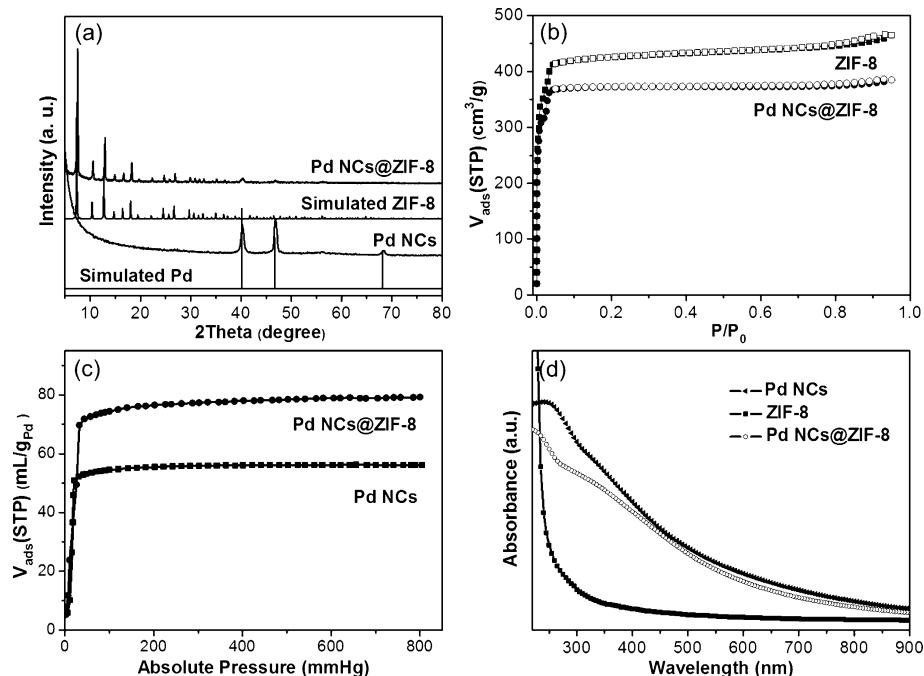 (a)
Intensity (a. u.)
Pd NCs@ZIF-8
Simulated ZIF-8
Pd NCs
Simulated Pd
10 20 30 40 50 60 70 80
2Theta (degree)
(b)
V_ads(STP) (cm³/g)
500
400
300
200
100
0
ZIF-8
Pd NCs@ZIF-8
0.0 0.2 0.4 0.6 0.8 1.0
P/P₀
(c)
V_ads(STP) (mL/g_Pd)
80
60
40
20
0
Pd NCs@ZIF-8
Pd NCs
0 200 400 600 800
Absolute Pressure (mmHg)
(d)
Absorbance (a.u.)
Pd NCs
ZIF-8
Pd NCs@ZIF-8
300 400 500 600 700 800 900
Wavelength (nm)